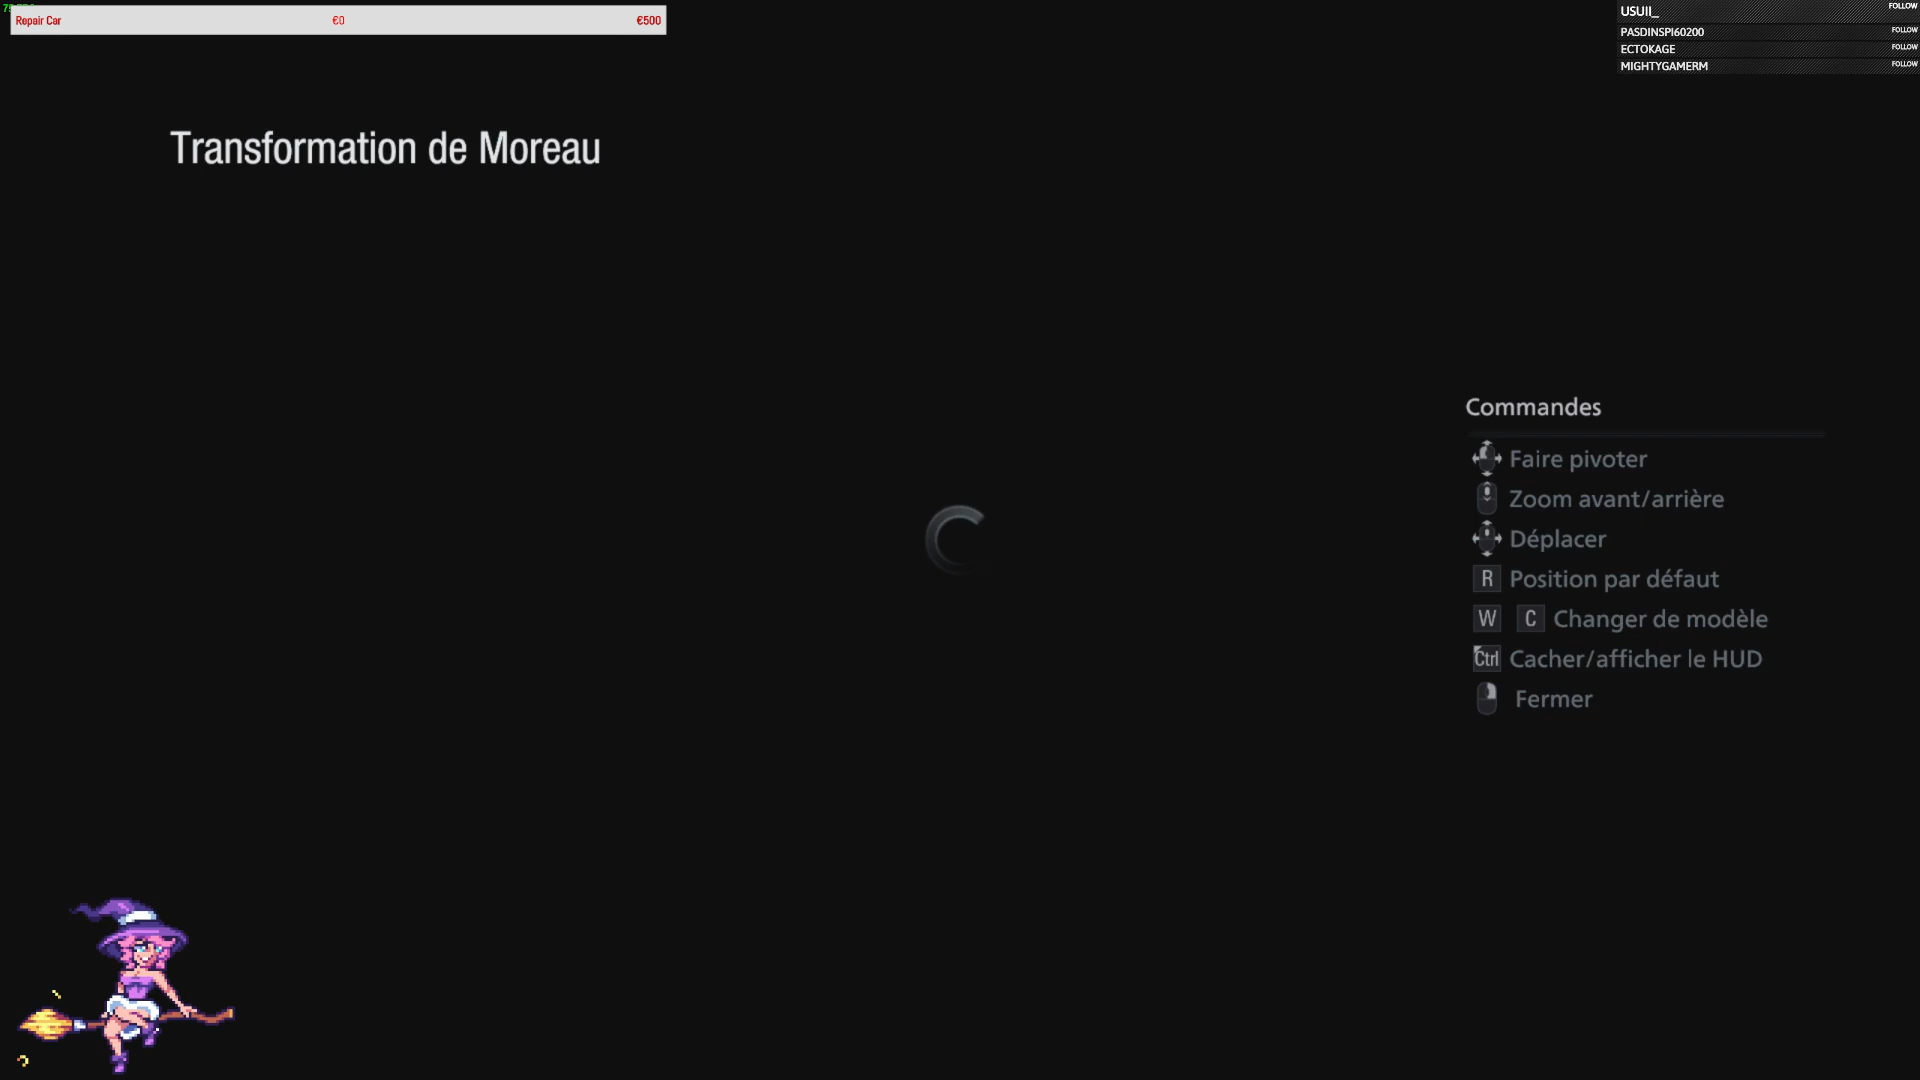 Repair Car €0 €500
USUII_ FOLLOW
PASDINSPI60200 FOLLOW
ECTOKAGE FOLLOW
MIGHTYGAMERM FOLLOW
Transformation de Moreau
Commandes
Faire pivoter
Zoom avant/arrière
Déplacer
R Position par défaut
W C Changer de modèle
Ctrl Cacher/afficher le HUD
Fermer